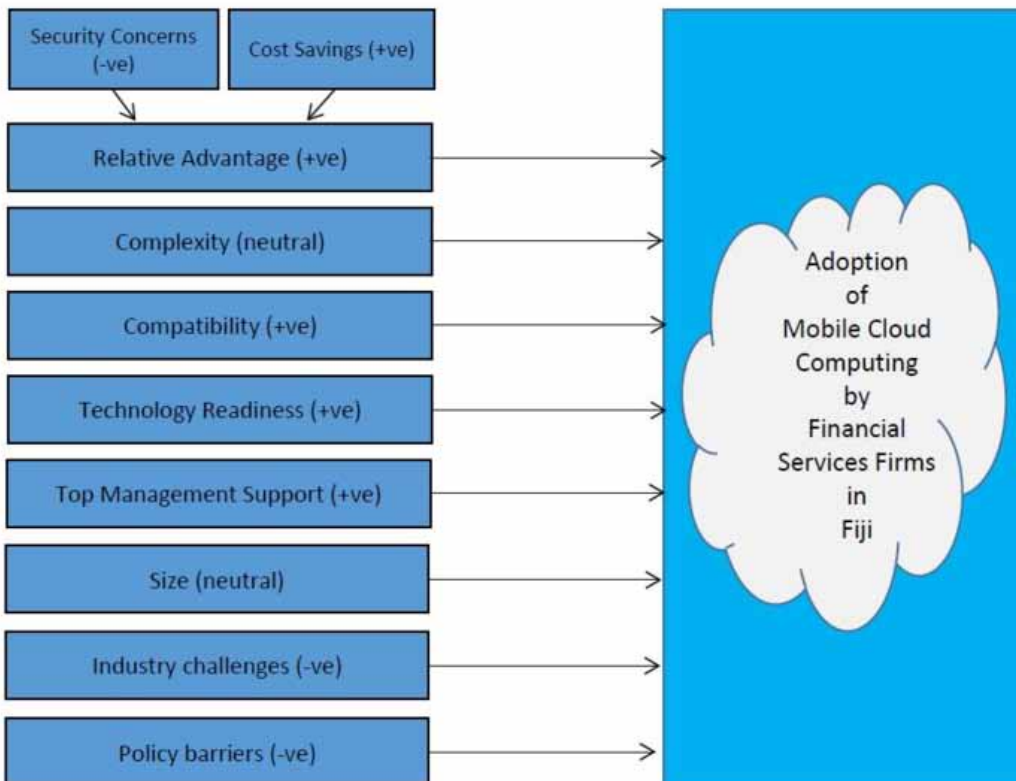 Security Concerns
(-ve)
Cost Savings (+ve)
Relative Advantage (+ve)
Complexity (neutral)
Compatibility (+ve)
Technology Readiness (+ve)
Top Management Support (+ve)
Size (neutral)
Industry challenges (-ve)
Policy barriers (-ve)
Adoption
of
Mobile Cloud
Computing
by
Financial
Services Firms
in
Fiji